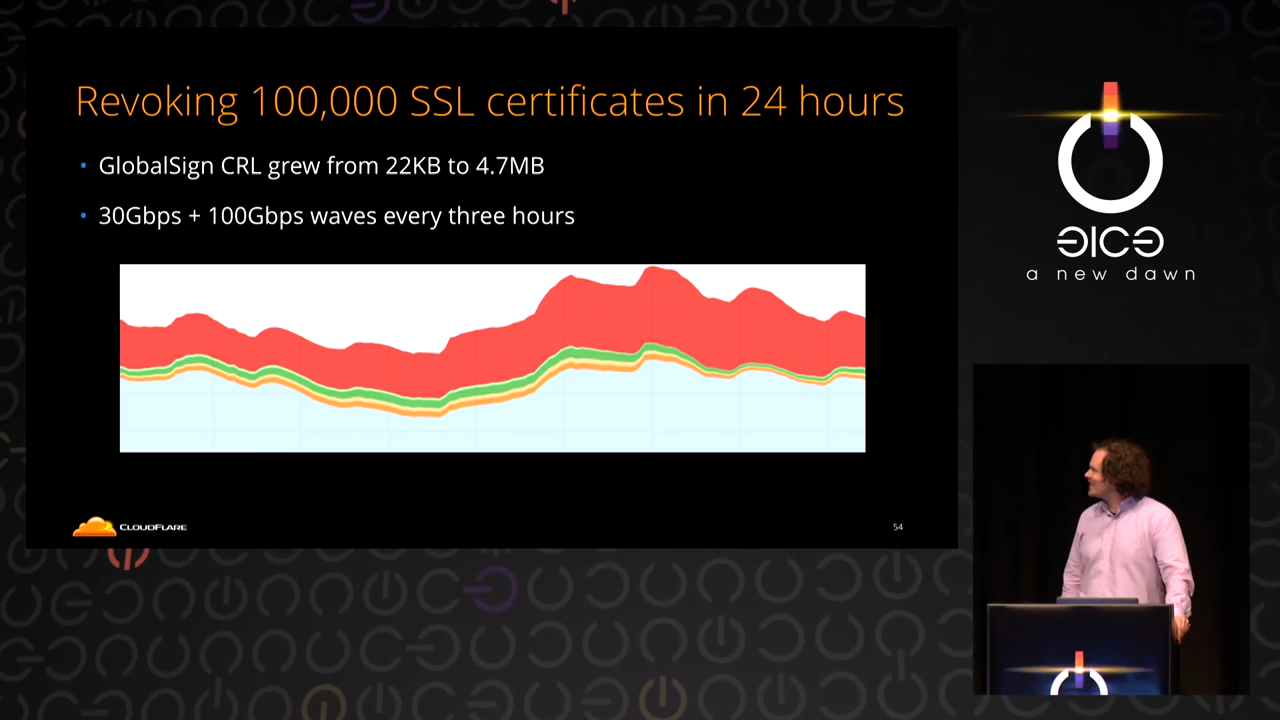 Revoking 100,000 SSL certificates in 24 hours
• GlobalSign CRL grew from 22KB to 4.7MB
• 30Gbps + 100Gbps waves every three hours
CLOUDFLARE
54
31C3
a new dawn